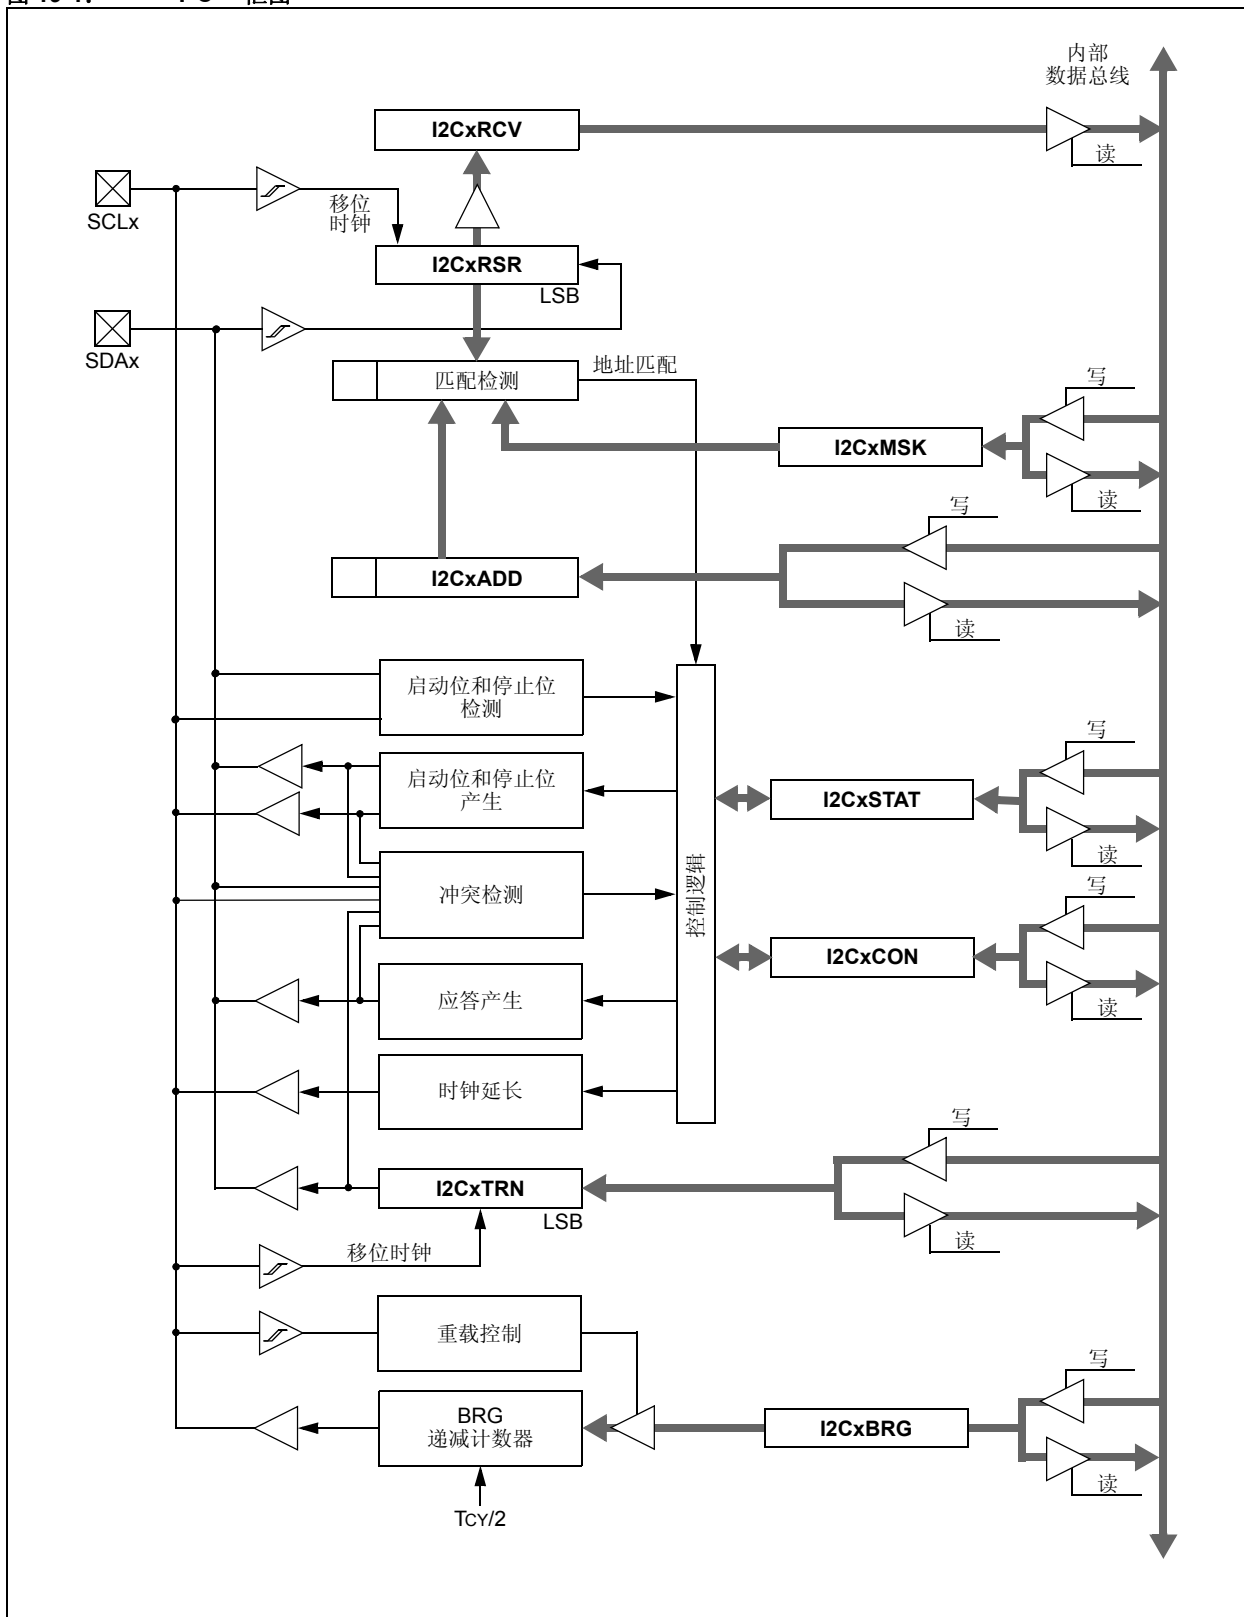 内部
数据总线
I2CxRCV
读
SCLx
移位
时钟
I2CxRSR
LSB
SDAx
地址匹配
匹配检测
写
I2CxMSK
读
写
I2CxADD
读
启动位和停止位
检测
写
启动位和停止位
产生
I2CxSTAT
读
控制逻辑
写
冲突检测
I2CxCON
读
应答产生
时钟延长
写
I2CxTRN
LSB
读
移位时钟
重载控制
写
BRG
递减计数器
I2CxBRG
读
TCY/2